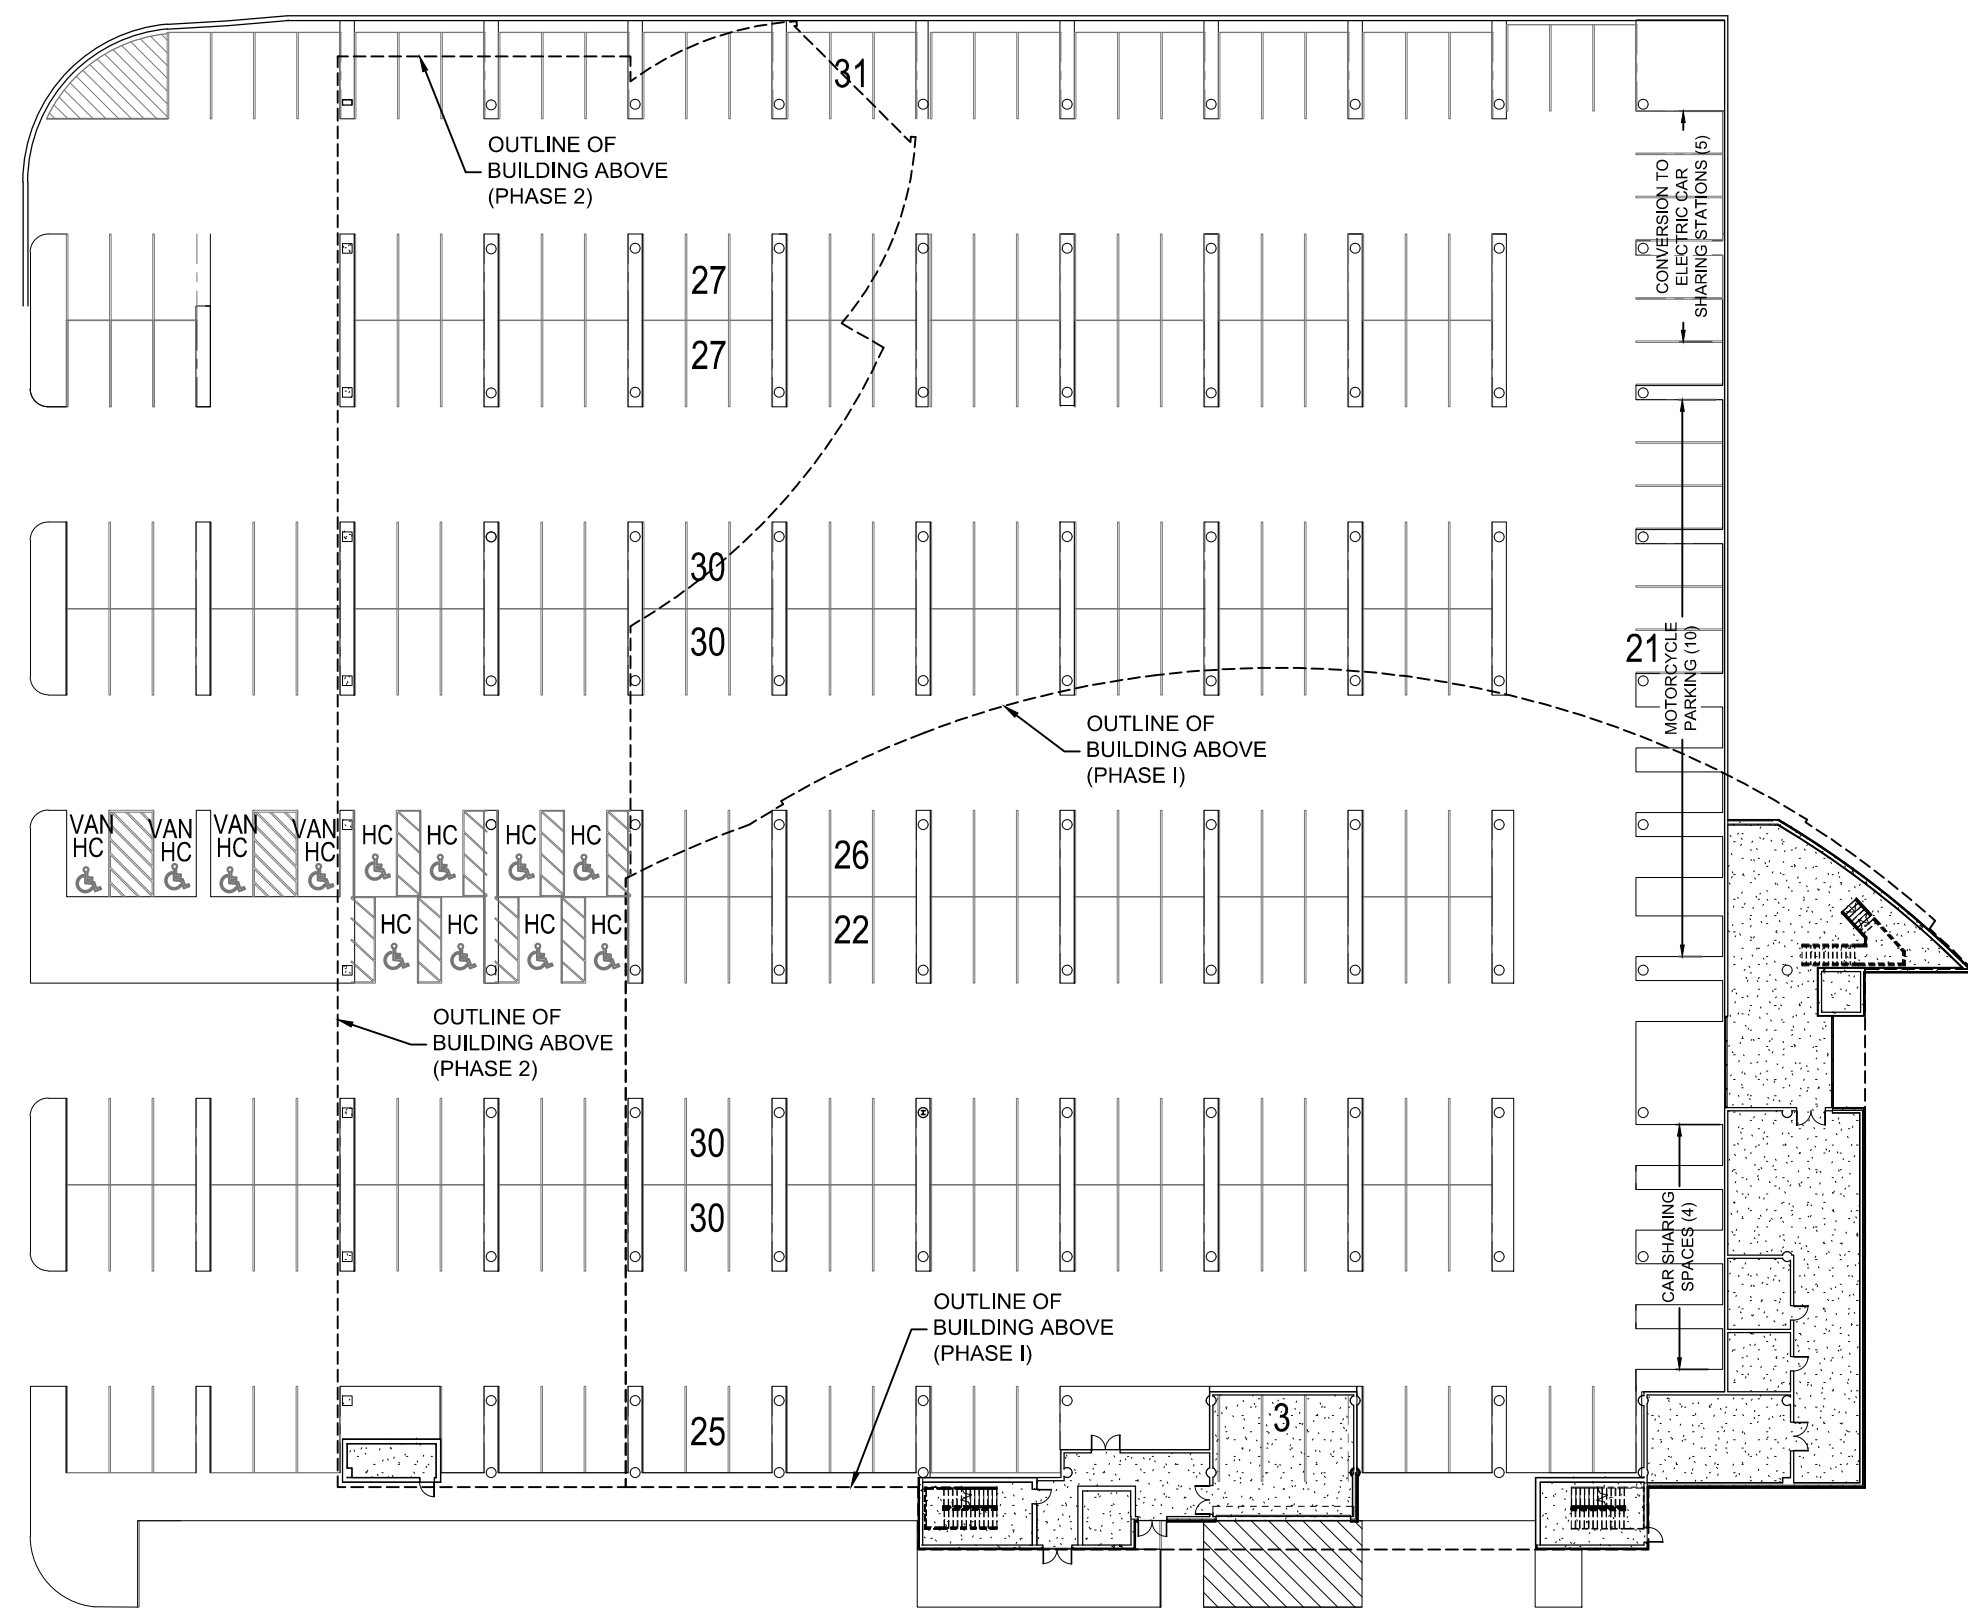 31
OUTLINE OF
BUILDING ABOVE
(PHASE 2)
CONVERSION TO
ELECTRIC CAR
SHARING STATIONS (5)
27
27
30
30
21
MOTORCYCLE
PARKING (10)
OUTLINE OF
BUILDING ABOVE
(PHASE I)
VAN
HC
VAN
HC
VAN
HC
VAN
HC
HC
HC
HC
HC
26
HC
HC
HC
HC
22
OUTLINE OF
BUILDING ABOVE
(PHASE 2)
30
30
CAR SHARING
SPACES (4)
OUTLINE OF
BUILDING ABOVE
(PHASE I)
25
3